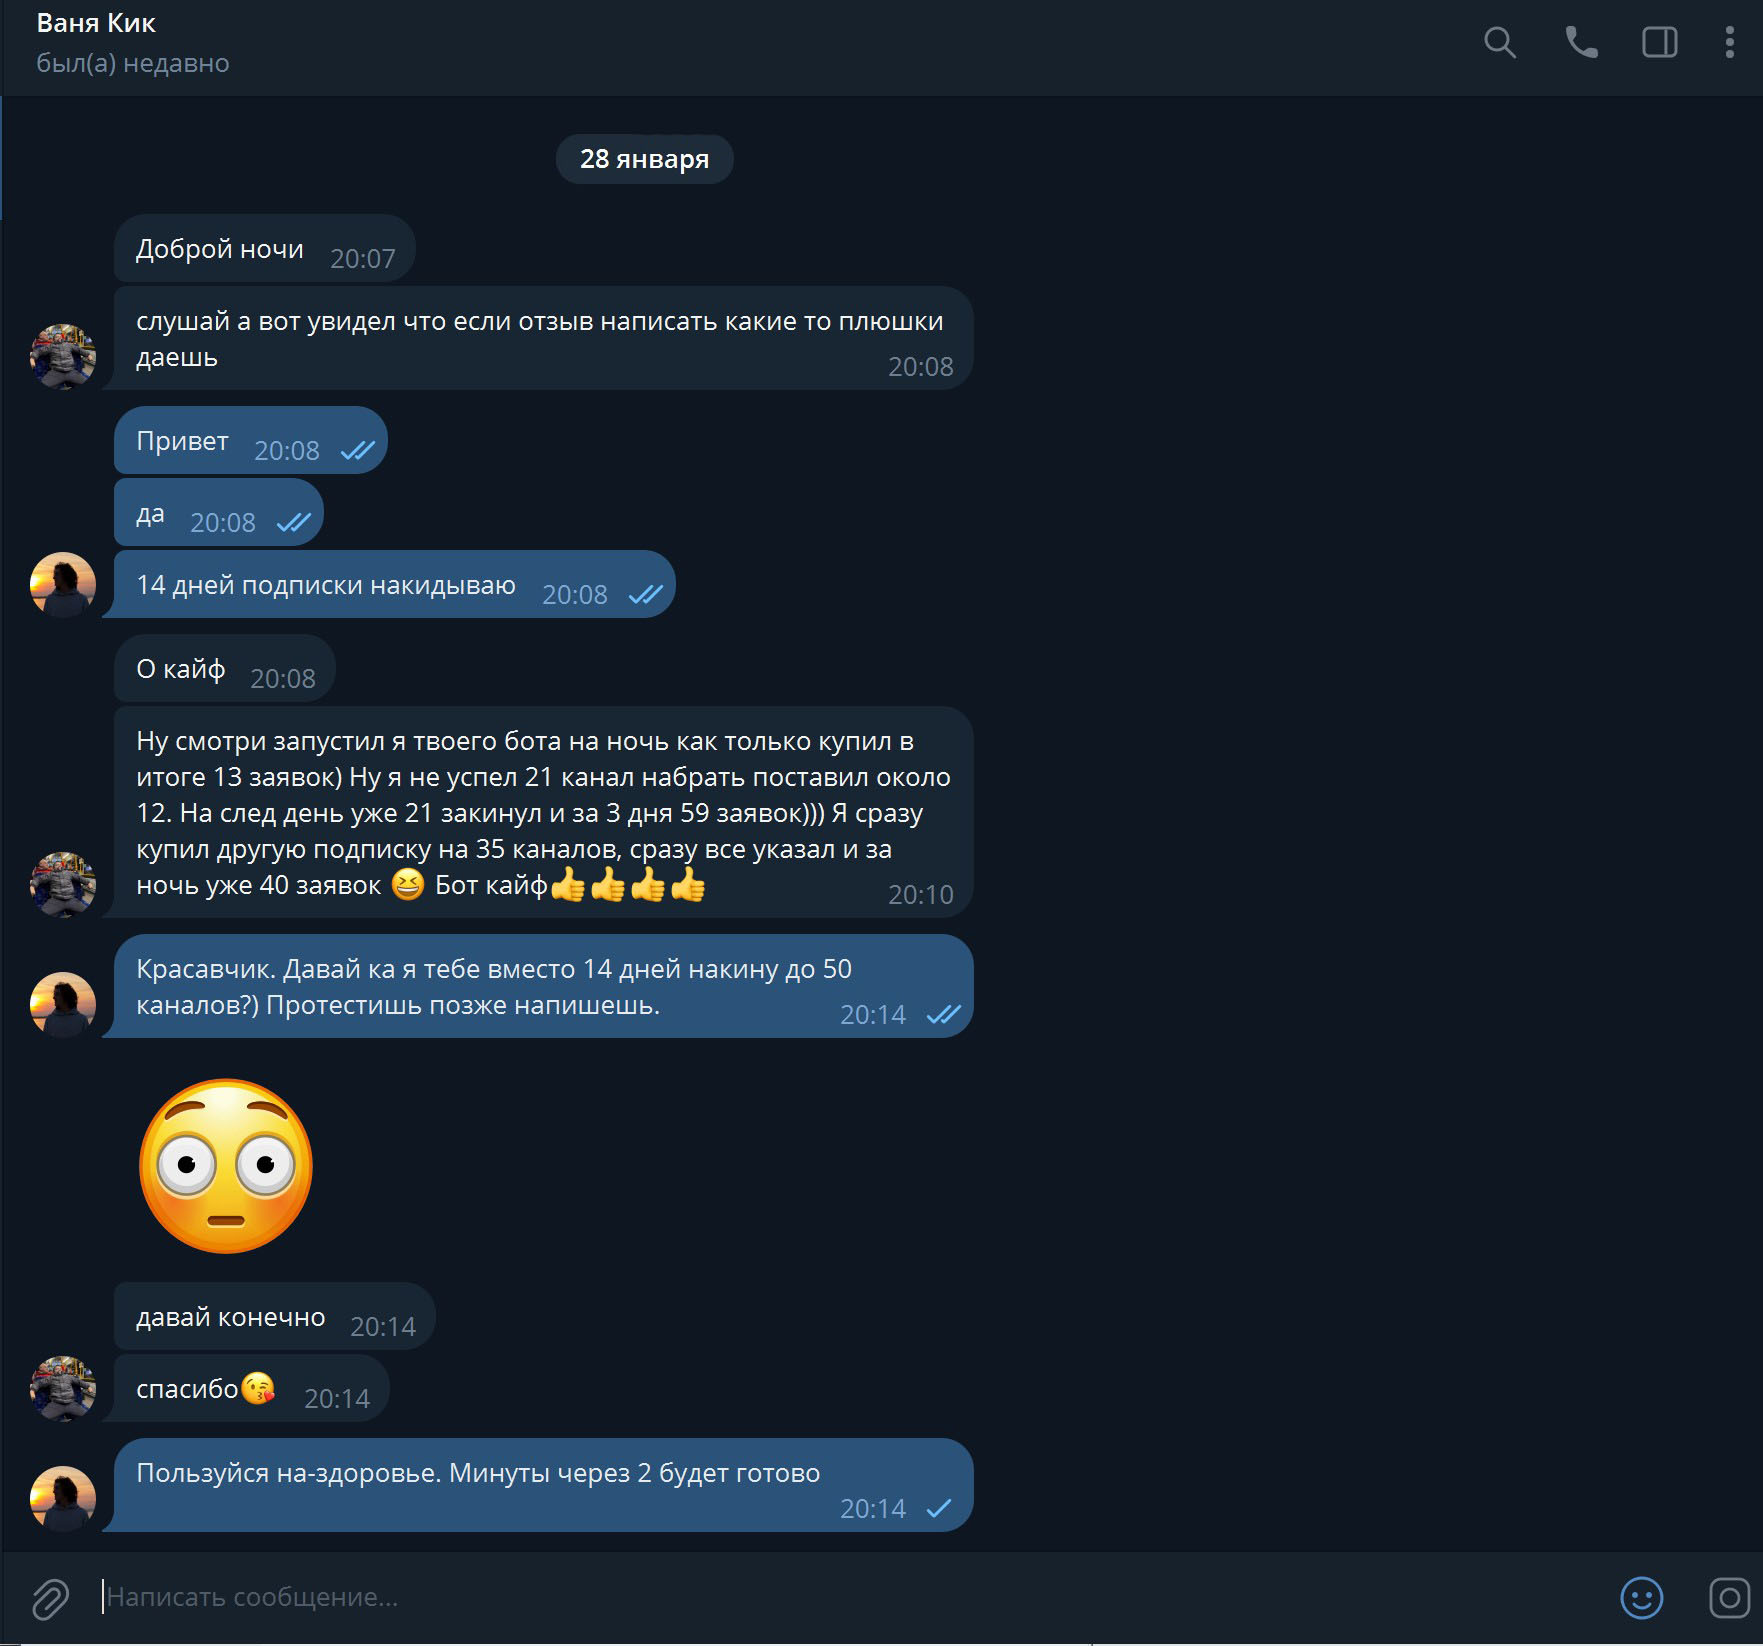 Ваня Кик
был(а) недавно
28 января
Доброй ночи 20:07
слушай а вот увидел что если отзыв написать какие то плюшки
даешь 20:08
Привет 20:08
да 20:08
14 дней подписки накидываю 20:08
О кайф 20:08
Ну смотри запустил я твоего бота на ночь как только купил в
итоге 13 заявок) Ну я не успел 21 канал набрать поставил около
12. На след день уже 21 закинул и за 3 дня 59 заявок))) Я сразу
купил другую подписку на 35 каналов, сразу все указал и за
ночь уже 40 заявок 😆 Бот кайф👍👍👍👍 20:10
Красавчик. Давай ка я тебе вместо 14 дней накину до 50
каналов?) Протестишь позже напишешь. 20:14
давай конечно 20:14
спасибо😘 20:14
Пользуйся на-здоровье. Минуты через 2 будет готово
20:14
Написать сообщение...